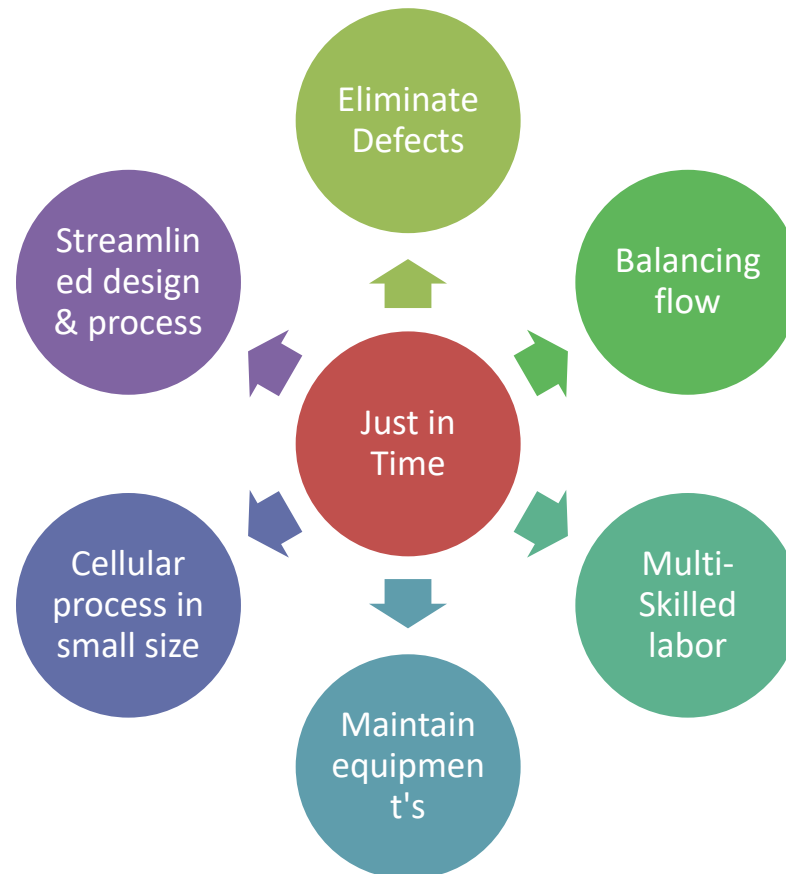 Eliminate
Defects
Streamlin
ed design
& process
Balancing
flow
Just in
Time
Cellular
process in
small size
Multi-
Skilled
labor
Maintain
equipmen
t's